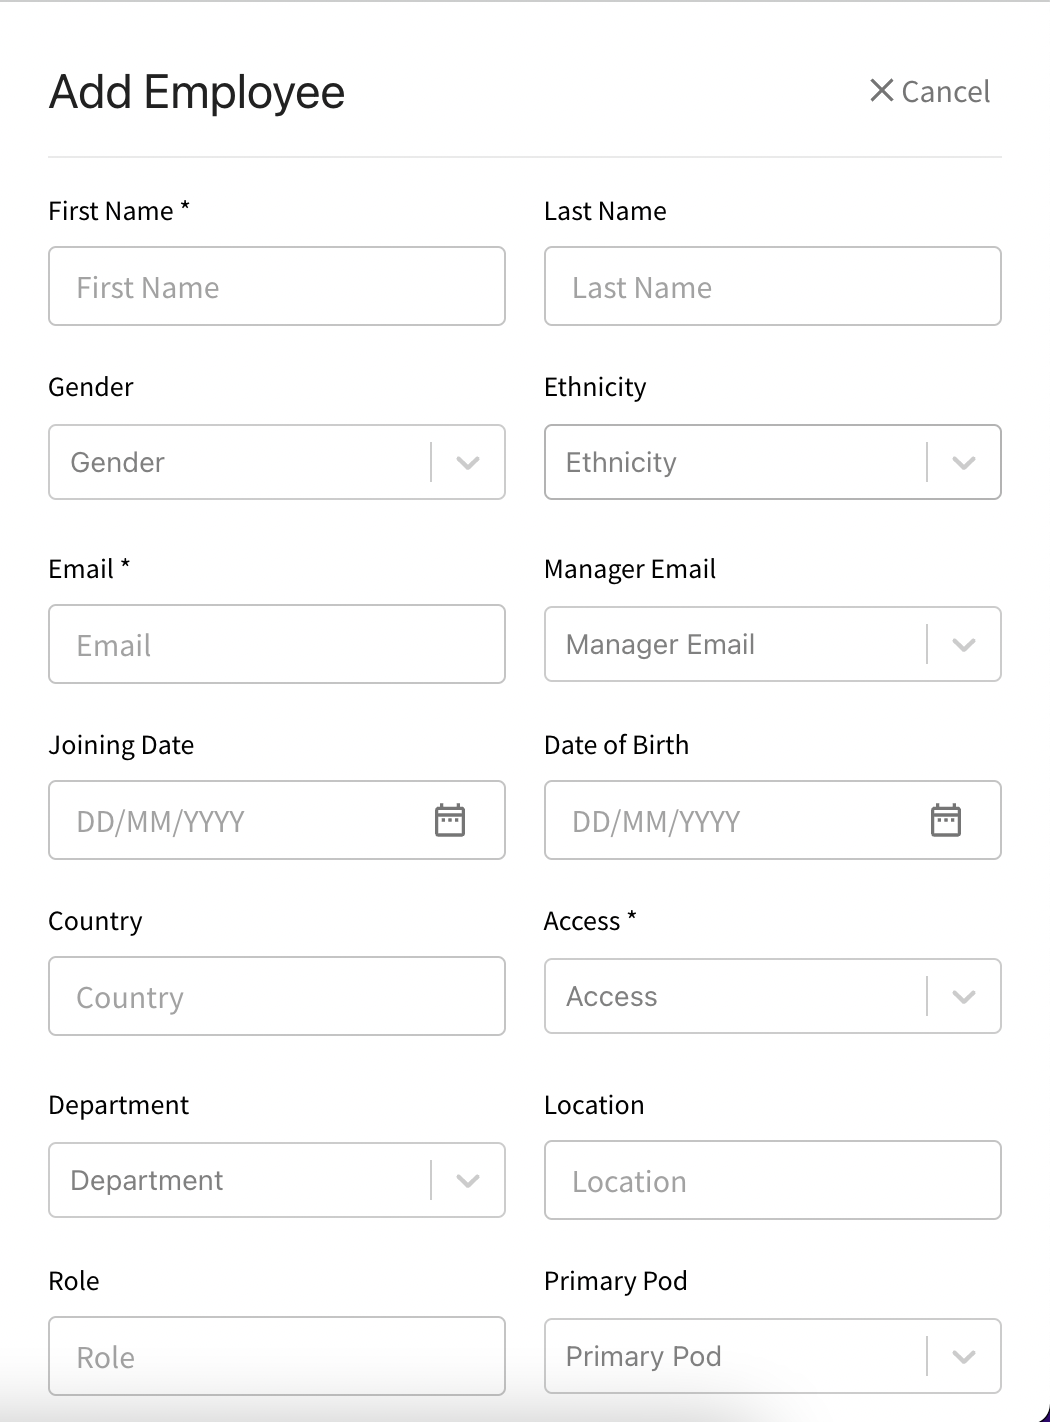 Add Employee
Cancel
First Name *
Last Name
First Name
Last Name
Gender
Ethnicity
Gender
Ethnicity
Email *
Manager Email
Email
Manager Email
Joining Date
Date of Birth
DD/MM/YYYY
DD/MM/YYYY
Country
Access *
Country
Access
Department
Location
Department
Location
Role
Primary Pod
Role
Primary Pod